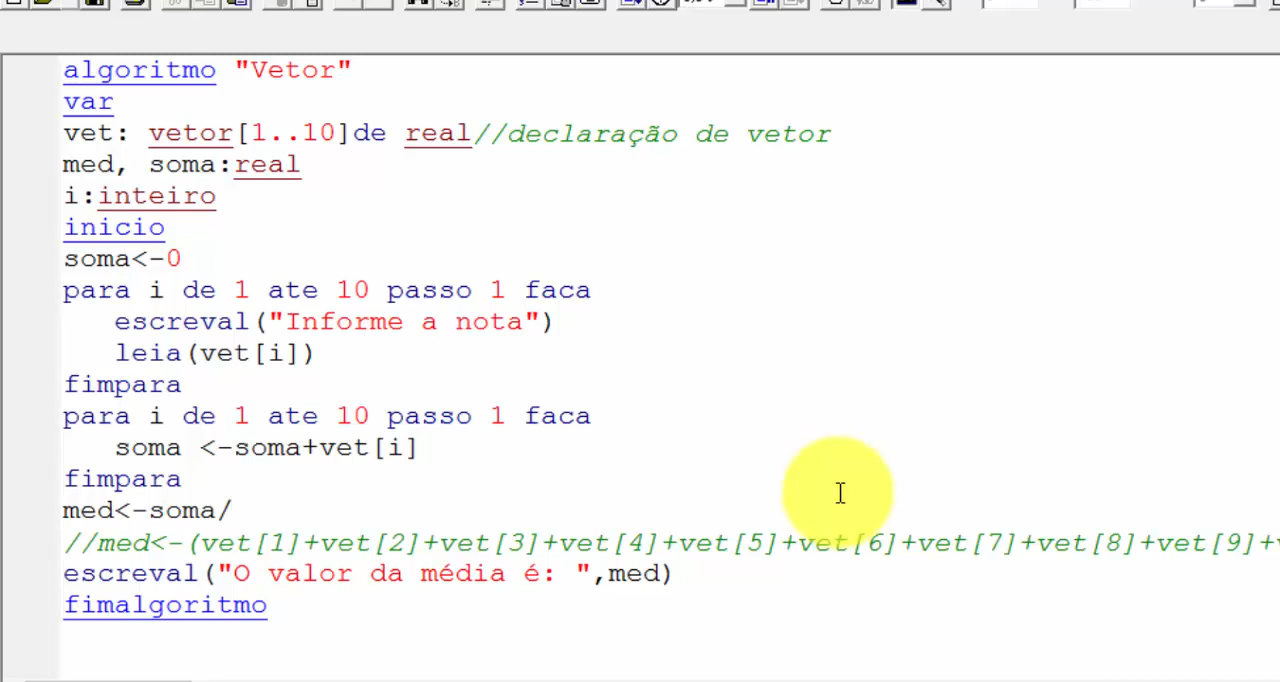 algoritmo "Vetor"
var
vet: vetor[1..10]de real//declaração de vetor
med, soma:real
i:inteiro
inicio
soma<-0
para i de 1 ate 10 passo 1 faca
   escreval("Informe a nota")
   leia(vet[i])
fimpara
para i de 1 ate 10 passo 1 faca
   soma <-soma+vet[i]
fimpara
med<-soma/
//med<-(vet[1]+vet[2]+vet[3]+vet[4]+vet[5]+vet[6]+vet[7]+vet[8]+vet[9]+
escreval("O valor da média é: ",med)
fimalgoritmo